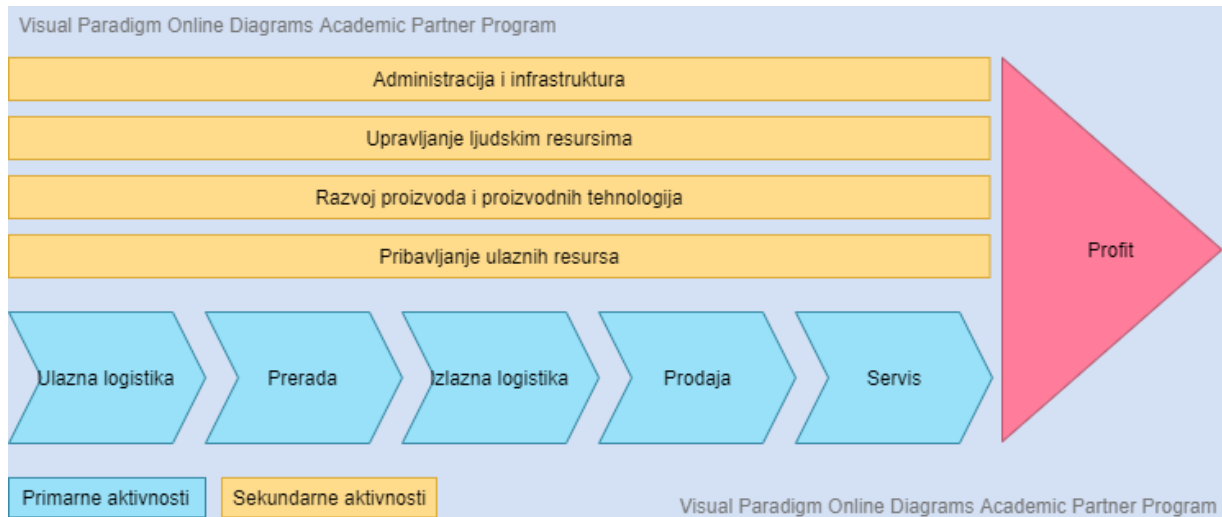 Visual Paradigm Online Diagrams Academic Partner Program
Administracija i infrastruktura
Upravljanje ljudskim resursima
Razvoj proizvoda i proizvodnih tehnologija
Pribavljanje ulaznih resursa
Profit
Ulazna logistika
Prerada
Izlazna logistika
Prodaja
Servis
Primarne aktivnosti
Sekundarne aktivnosti
Visual Paradigm Online Diagrams Academic Partner Program